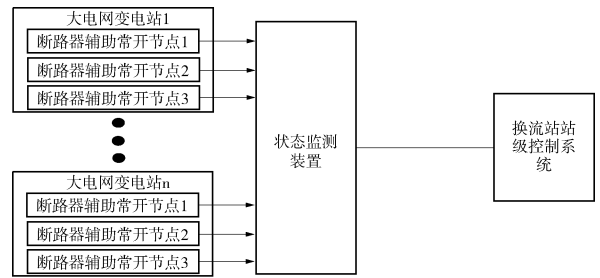 大电网变电站1
断路器辅助常开节点1
断路器辅助常开节点2
断路器辅助常开节点3
大电网变电站n
断路器辅助常开节点1
断路器辅助常开节点2
断路器辅助常开节点3
状态监测
装置
换流站站
级控制系
统